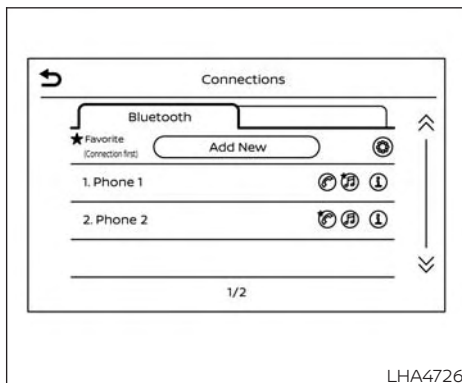 Connections
Bluetooth
★Favorite
(Connection first)
Add New
1. Phone 1
2. Phone 2
1/2
LHA4726